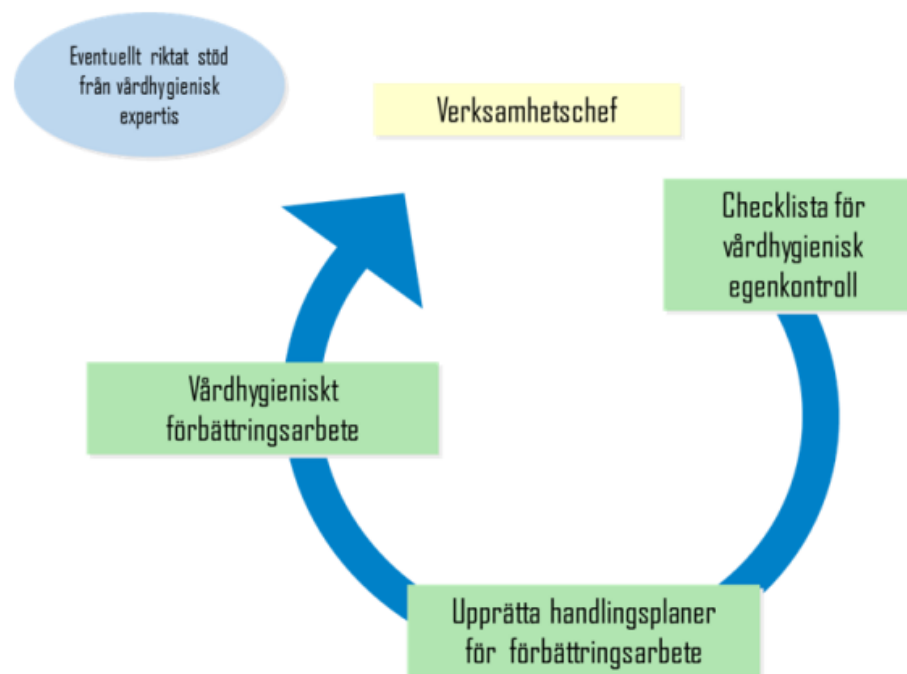 Eventuellt riktat stöd
från vårdhygienisk
expertis
Verksamhetschef
Checklista för
vårdhygienisk
egenkontroll
Vårdhygieniskt
förbättringsarbete
Upprätta handlingsplaner
för förbättringsarbete